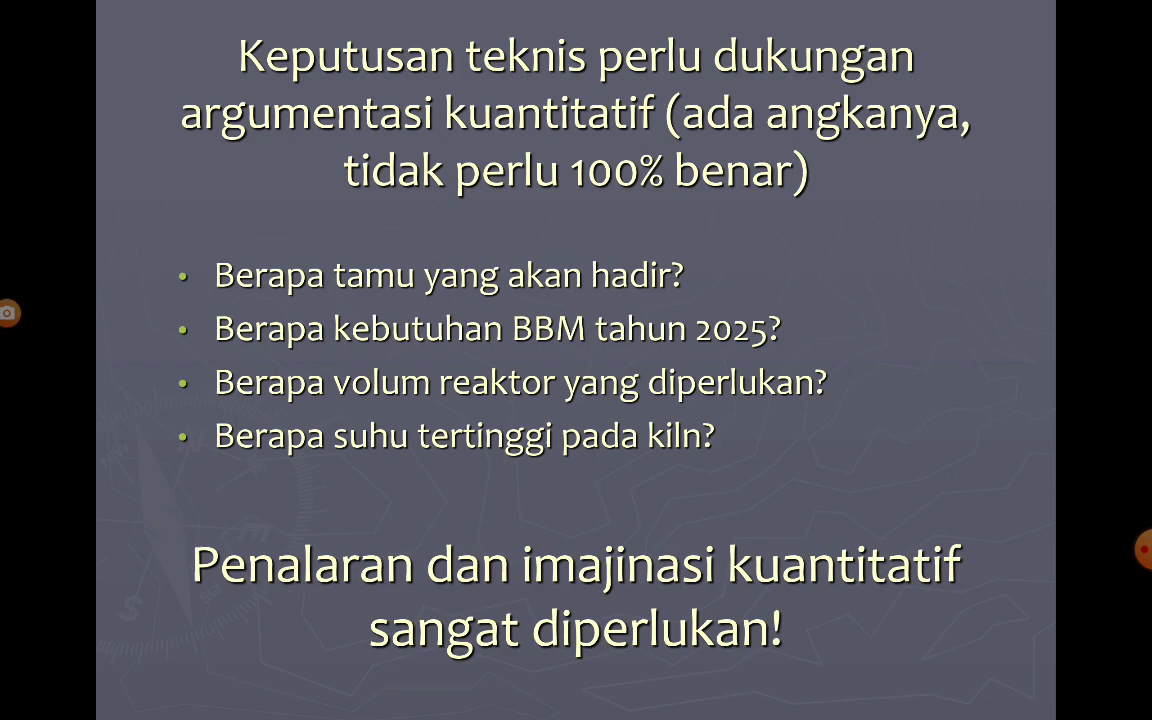 Keputusan teknis perlu dukungan
argumentasi kuantitatif (ada angkanya,
tidak perlu 100% benar)
• Berapa tamu yang akan hadir?
• Berapa kebutuhan BBM tahun 2025?
• Berapa volum reaktor yang diperlukan?
• Berapa suhu tertinggi pada kiln?
Penalaran dan imajinasi kuantitatif
sangat diperlukan!